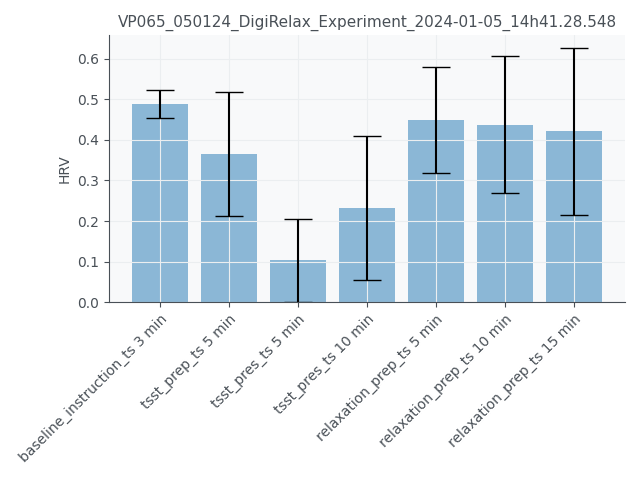 VP065_050124_DigiRelax_Experiment_2024-01-05_14h41.28.548
HRV
0.6
0.5
0.4
0.3
0.2
0.1
0.0
baseline_instruction_ts 3 min
tsst_prep_ts 5 min
tsst_pres_ts 5 min
tsst_pres_ts 10 min
relaxation_prep_ts 5 min
relaxation_prep_ts 10 min
relaxation_prep_ts 15 min